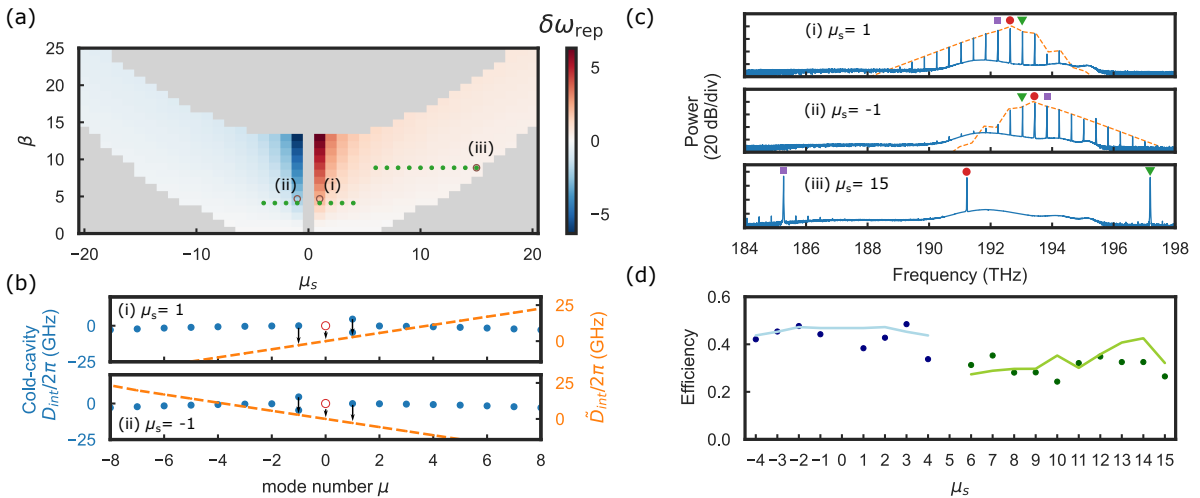 (a)
δω_rep
25
20
15
10
5
0
β
−20
−10
0
10
20
μ_s
(ii)
(i)
(iii)
6
0
−5
(b)
Cold-cavity
D_int/2π (GHz)
(i) μ_s= 1
0
−25
25
0
(ii) μ_s= -1
0
−25
25
0
D̃_int/2π (GHz)
−8
−6
−4
−2
0
2
4
6
8
mode number μ
(c)
Power
(20 dB/div)
(i) μ_s= 1
(ii) μ_s= -1
(iii) μ_s= 15
184
186
188
190
192
194
196
198
Frequency (THz)
(d)
Efficiency
0.6
0.4
0.2
0.0
−4
−3
−2
−1
0
1
2
3
4
5
6
7
8
9
10
11
12
13
14
15
μ_s